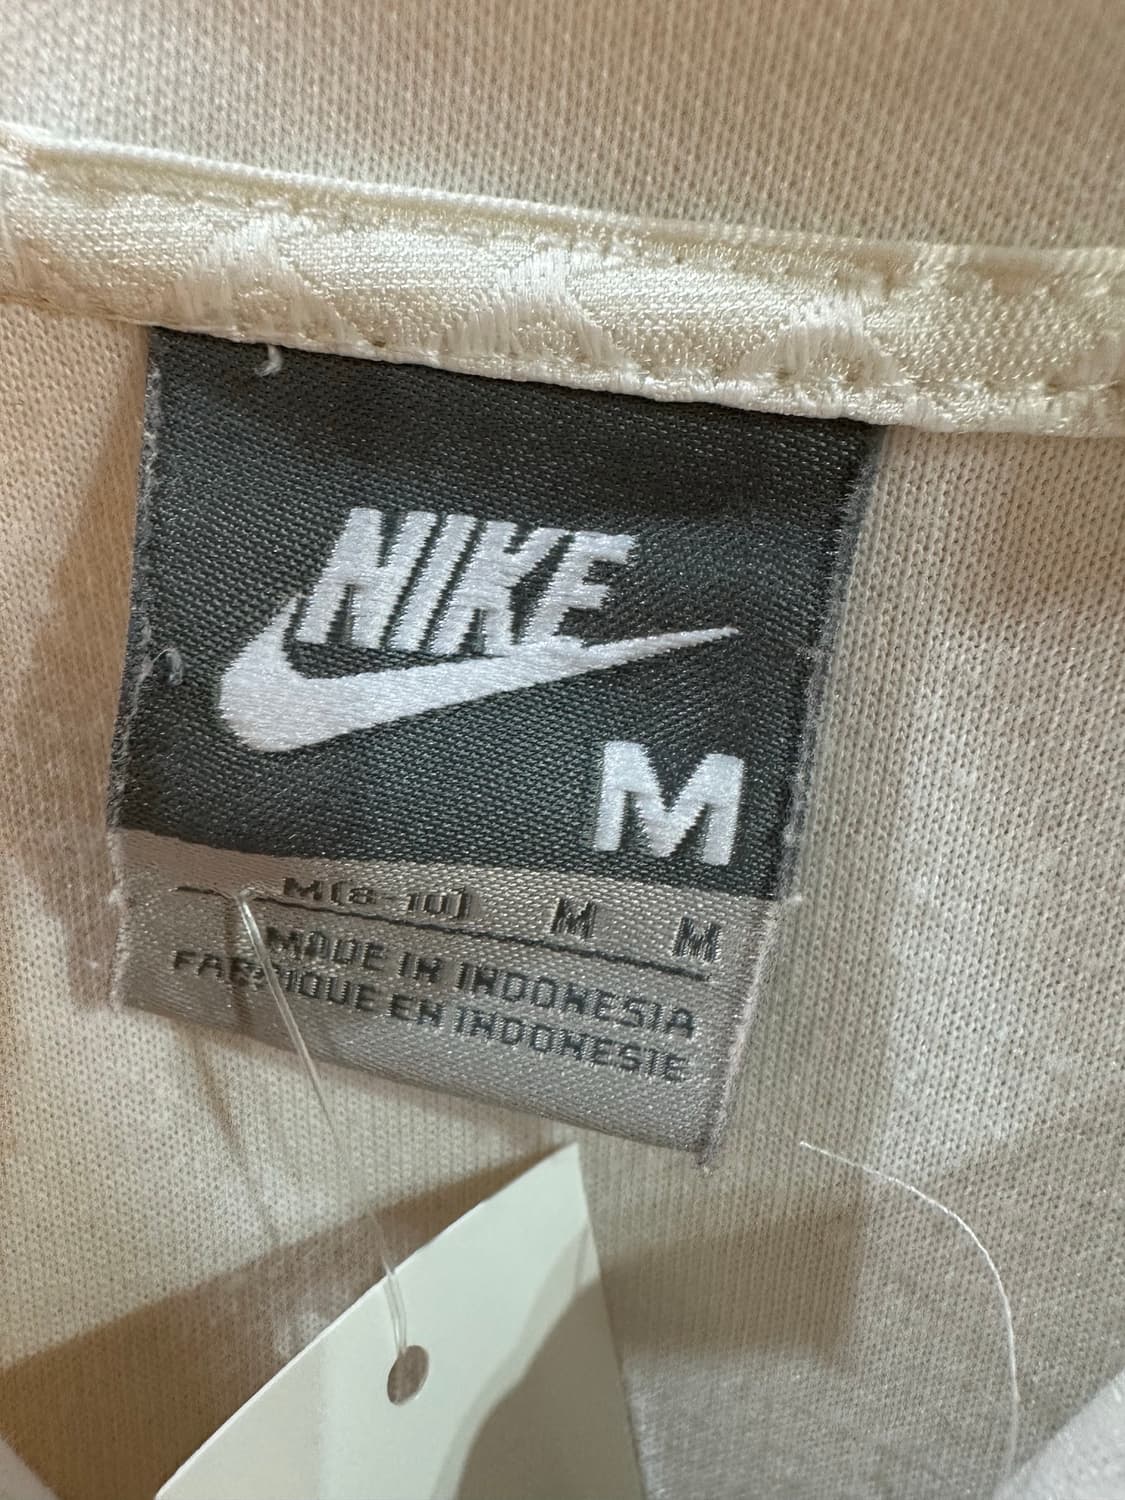 NIKE
M
M(8-10) M M
MADE IN INDONESIA
FABRIQUE EN INDONESIE